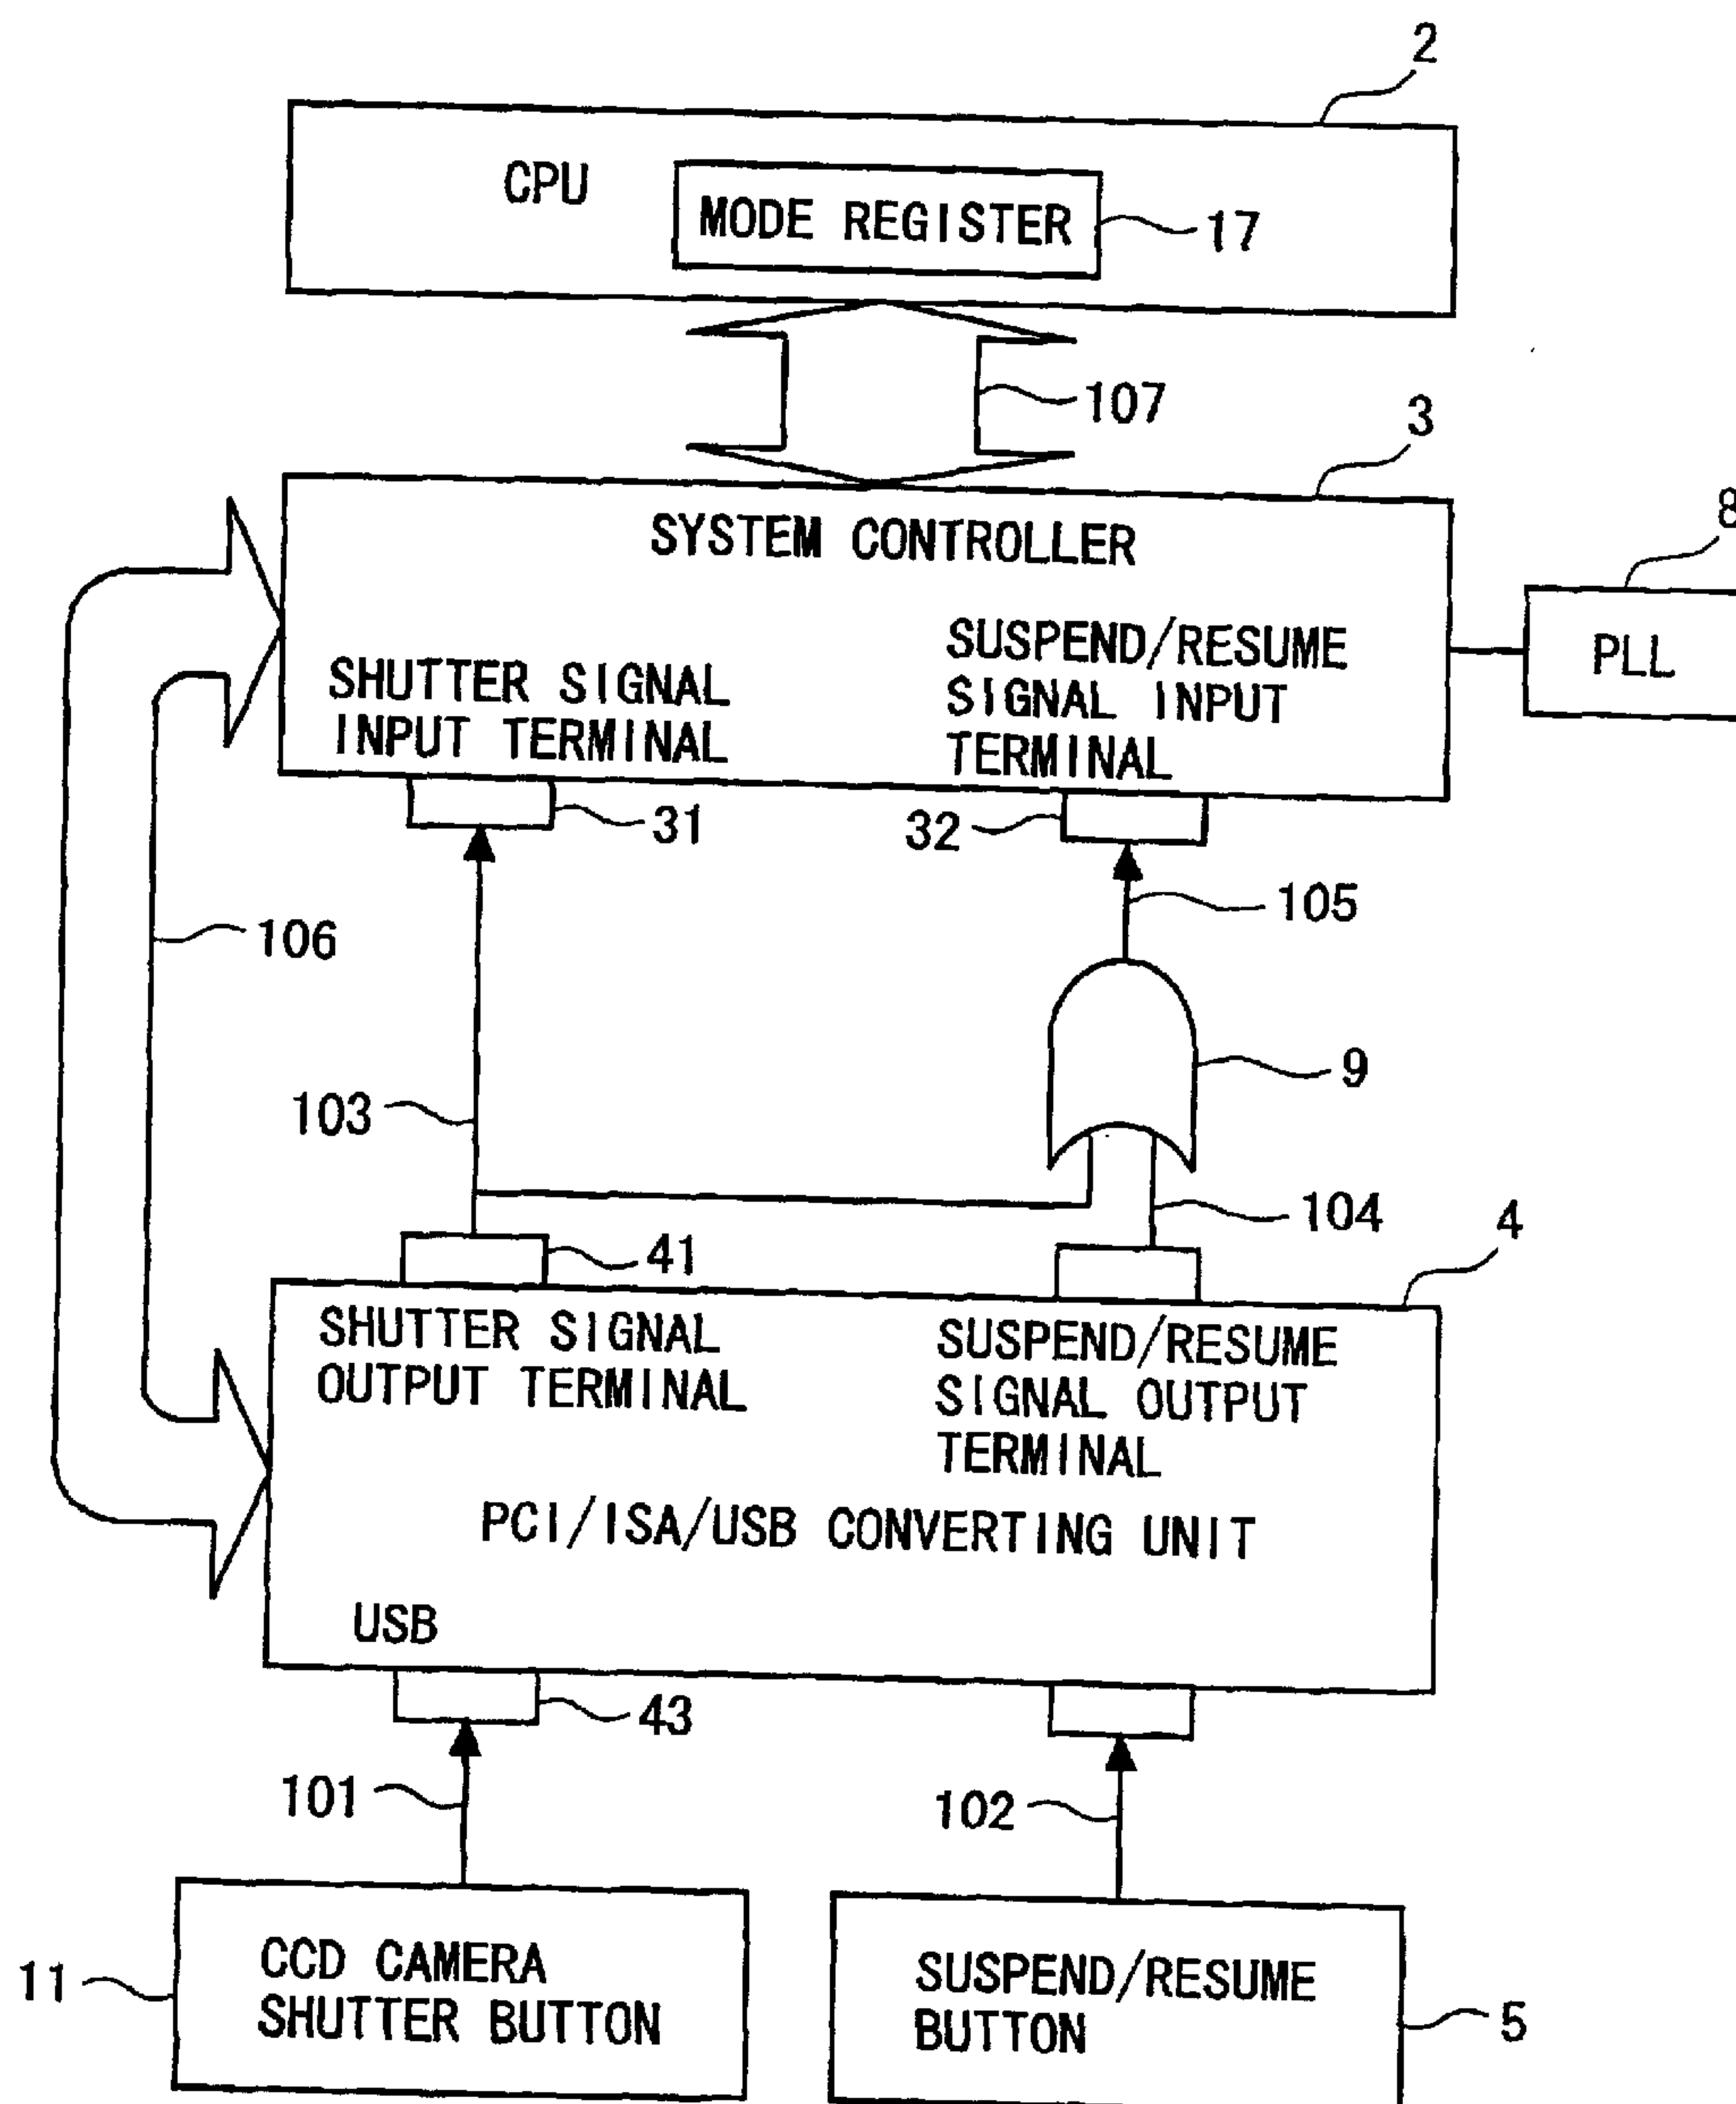 2
CPU
MODE REGISTER
17
107
3
SYSTEM CONTROLLER
8
SHUTTER SIGNAL
INPUT TERMINAL
SUSPEND/RESUME
SIGNAL INPUT
TERMINAL
PLL
31
32
105
106
9
103
104
41
4
SHUTTER SIGNAL
OUTPUT TERMINAL
SUSPEND/RESUME
SIGNAL OUTPUT
TERMINAL
PCI/ISA/USB CONVERTING UNIT
USB
43
101
102
11
CCD CAMERA
SHUTTER BUTTON
SUSPEND/RESUME
BUTTON
5